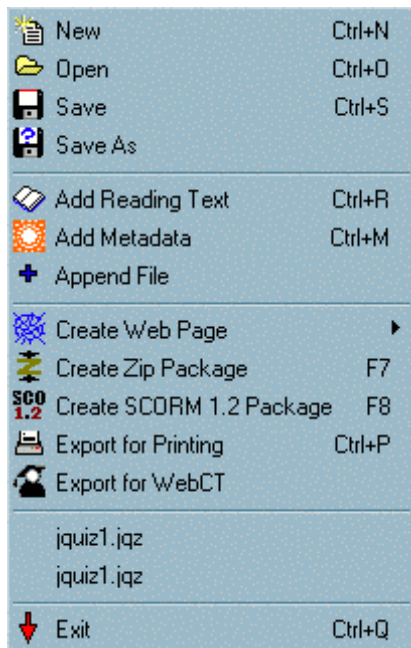 New Ctrl+N
Open Ctrl+O
Save Ctrl+S
Save As
Add Reading Text Ctrl+R
Add Metadata Ctrl+M
Append File
Create Web Page
Create Zip Package F7
SCO 1.2 Create SCORM 1.2 Package F8
Export for Printing Ctrl+P
Export for WebCT
jquiz1.jqz
jquiz1.jqz
Exit Ctrl+Q